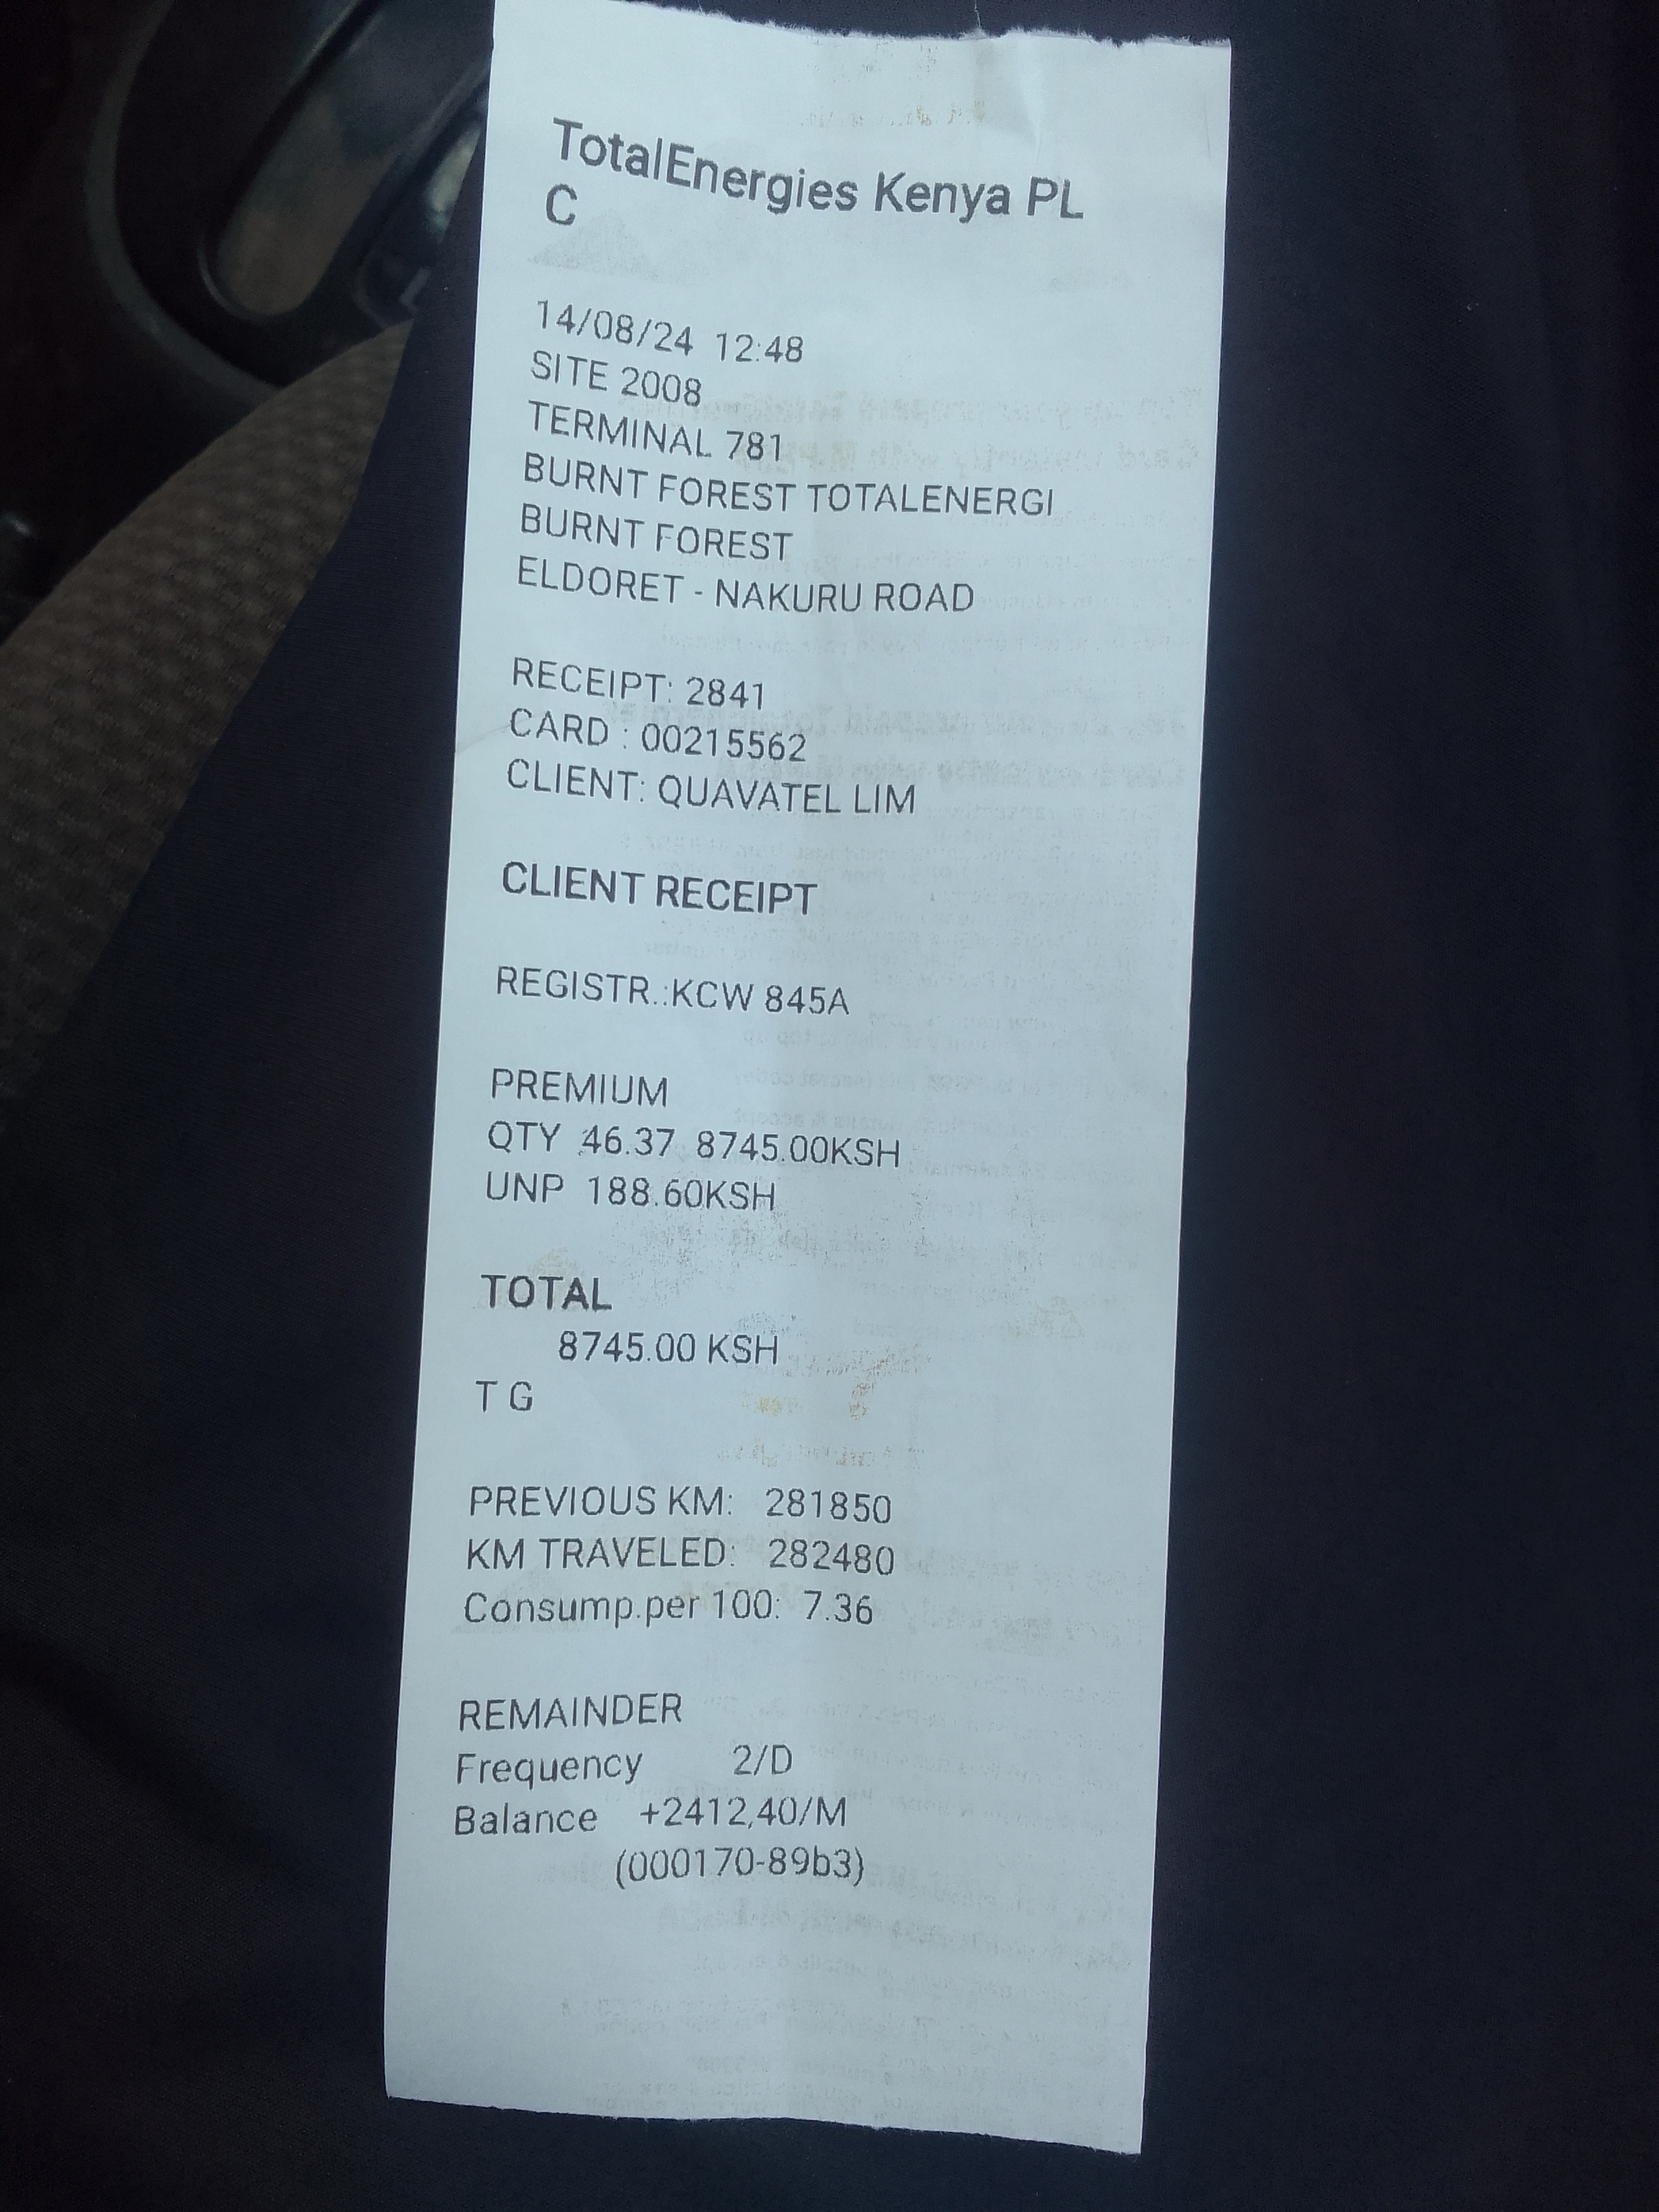 TotalEnergies Kenya PL
C
14/08/24 12:48
SITE 2008
TERMINAL 781
BURNT FOREST TOTALENERGI
BURNT FOREST
ELDORET - NAKURU ROAD
RECEIPT: 2841
CARD : 00215562
CLIENT: QUAVATEL LIM
CLIENT RECEIPT
REGISTR.:KCW 845A
PREMIUM
QTY 46.37 8745.00KSH
UNP 188.60KSH
TOTAL
8745.00 KSH
T G
PREVIOUS KM: 281850
KM TRAVELED: 282480
Consump.per 100: 7.36
REMAINDER
Frequency 2/D
Balance +2412,40/M
(000170-89b3)